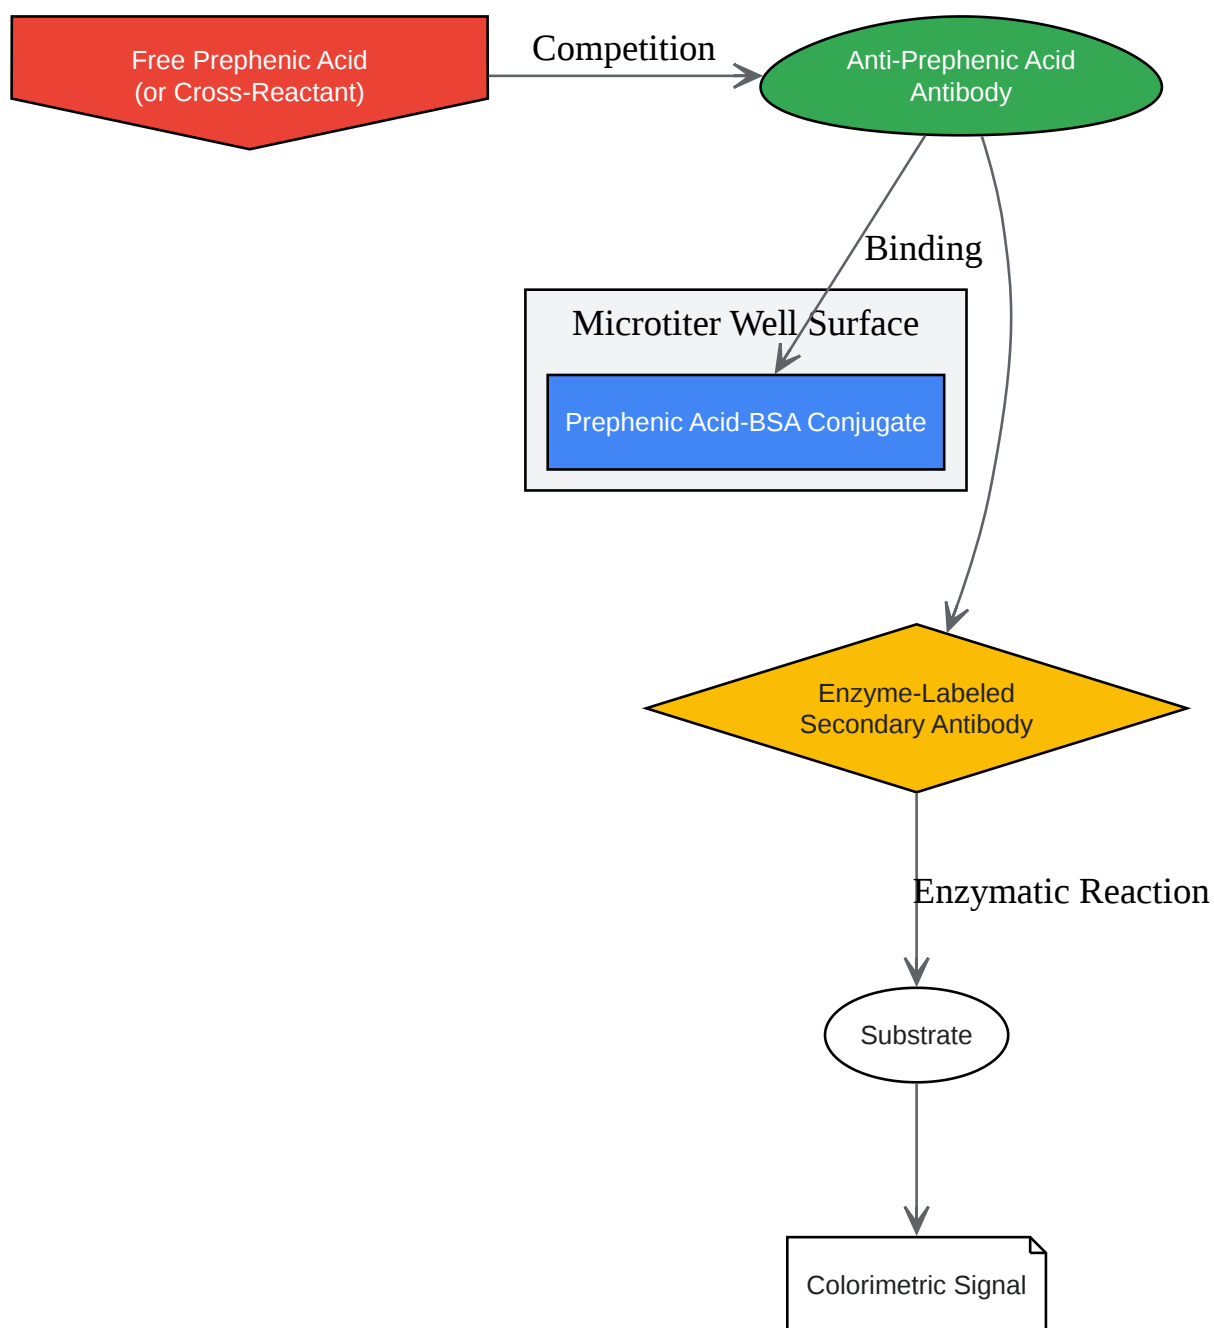 Free Prephenic Acid
(or Cross-Reactant)
Competition
Anti-Prephenic Acid
Antibody
Binding
Microtiter Well Surface
Prephenic Acid-BSA Conjugate
Enzyme-Labeled
Secondary Antibody
Enzymatic Reaction
Substrate
Colorimetric Signal